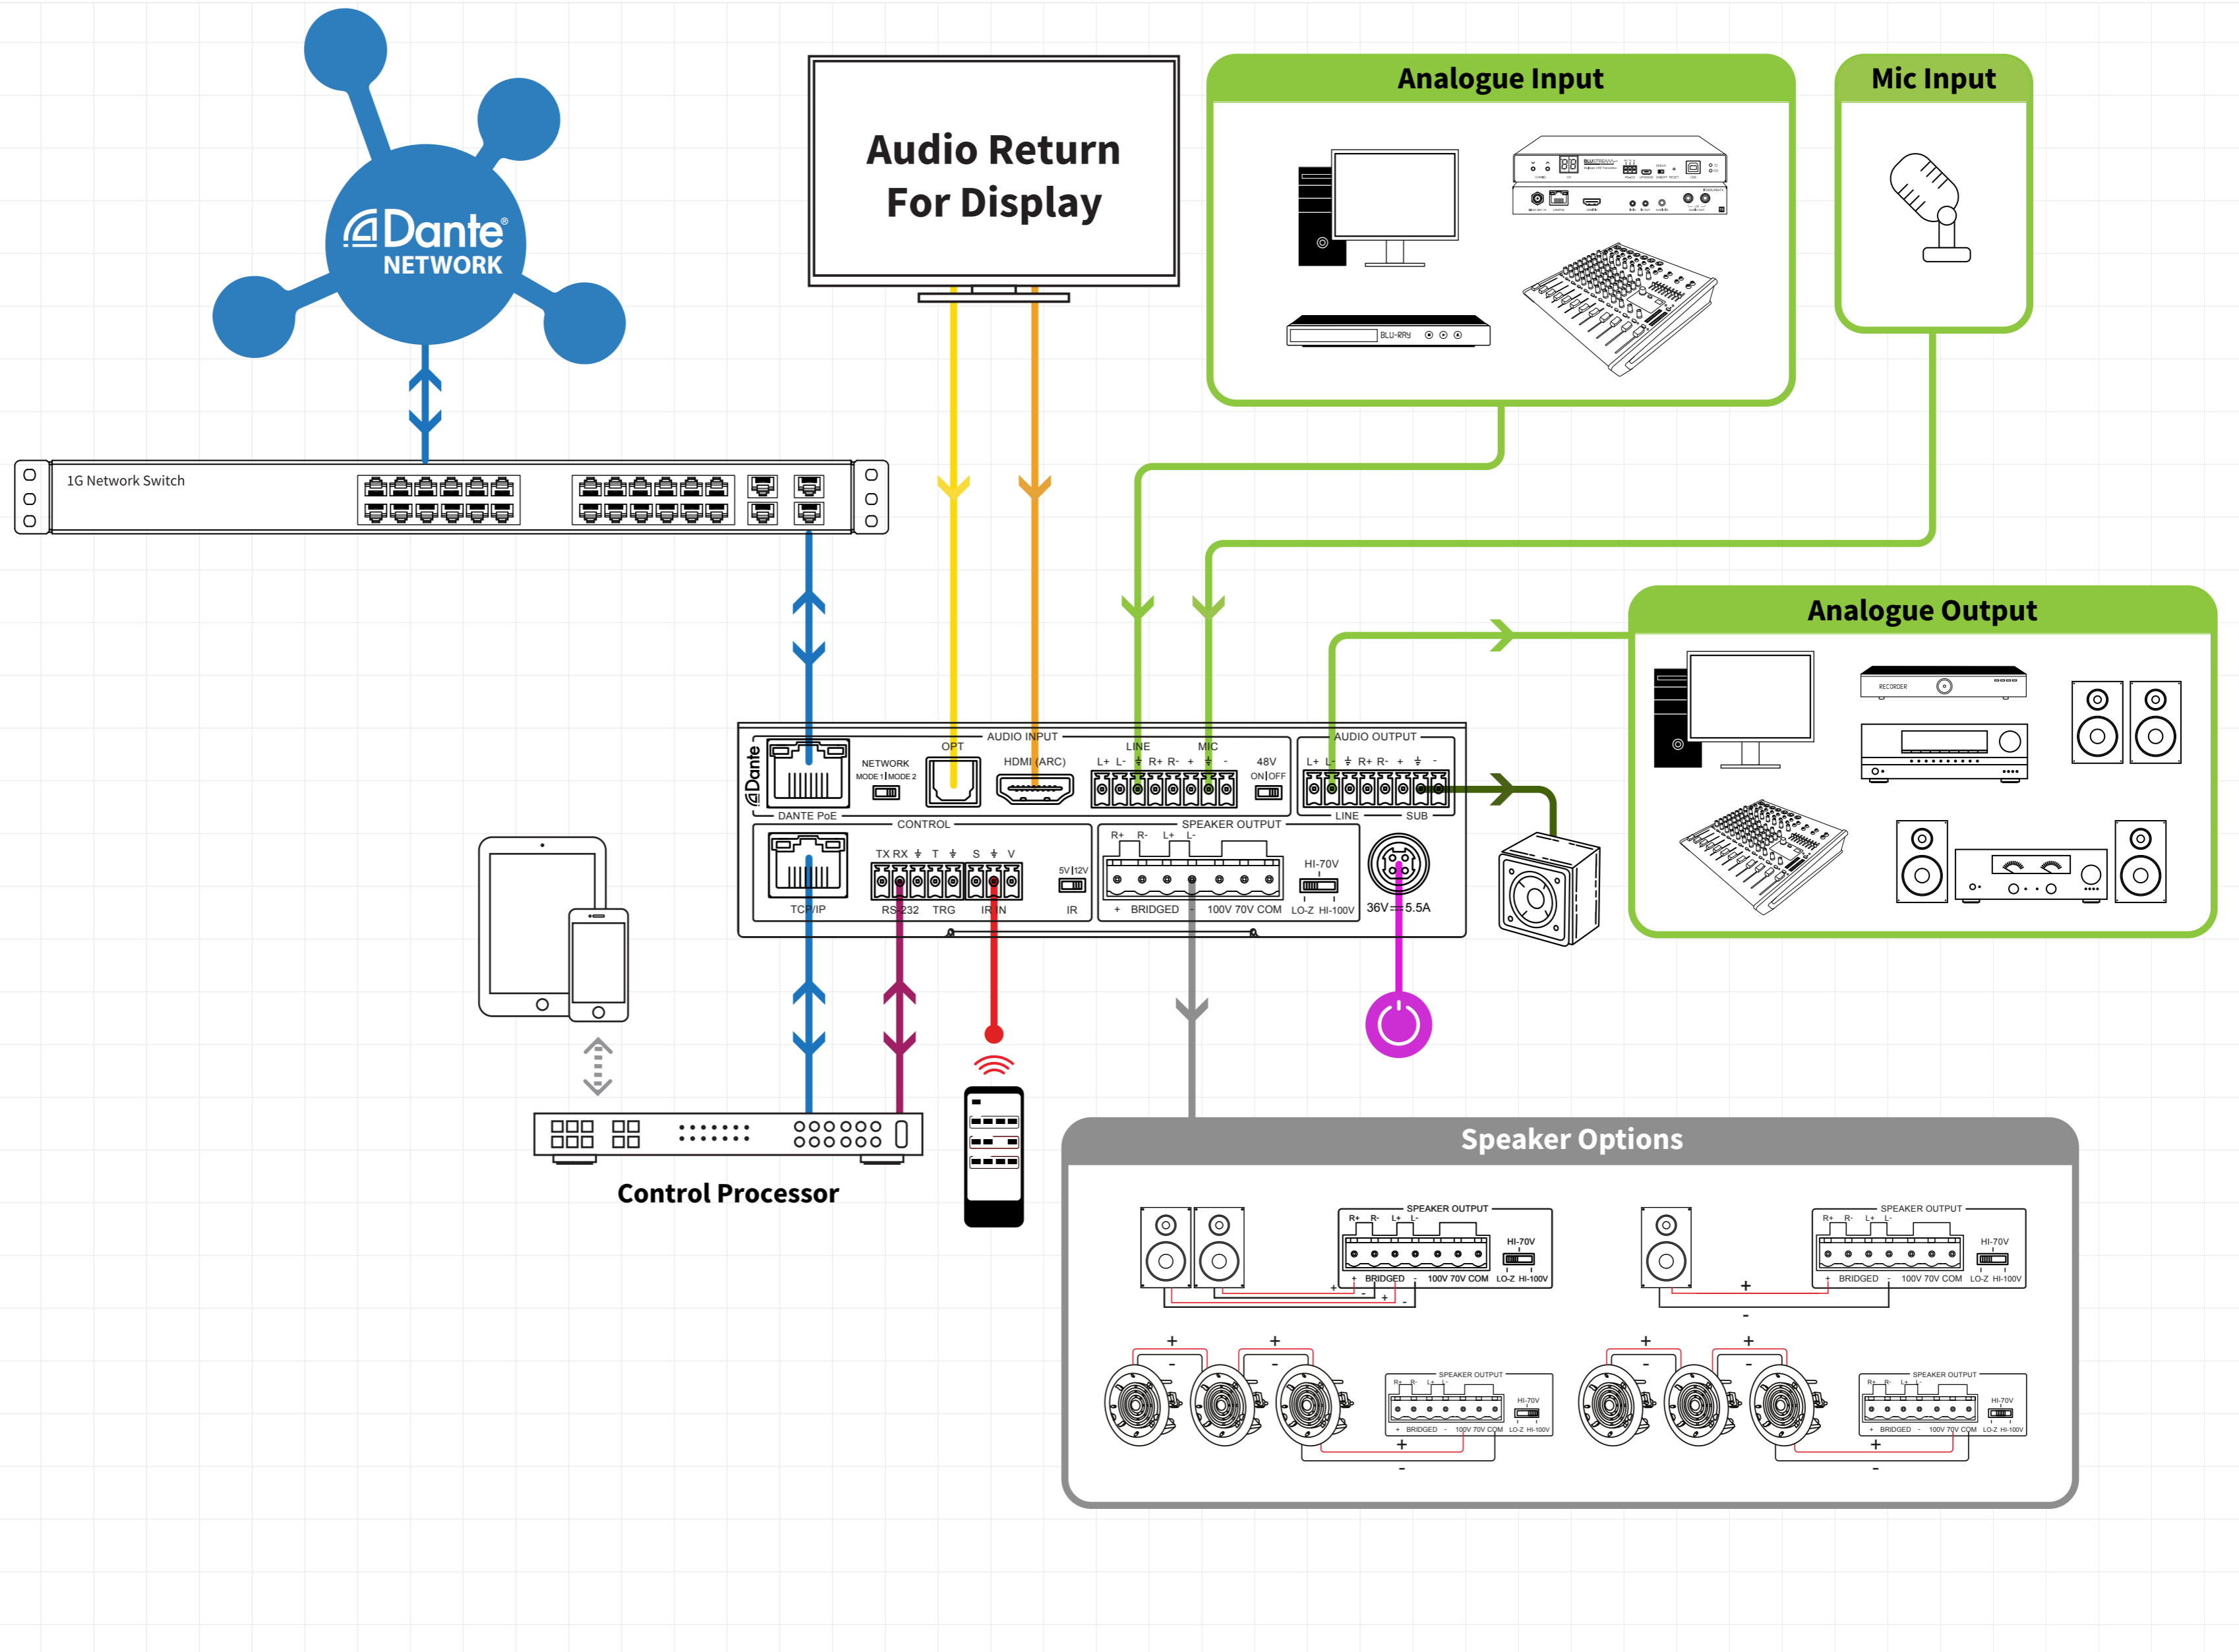 Dante®
NETWORK
Audio Return
For Display
Analogue Input
BLUSTREAM
BLU-RAY
Mic Input
1G Network Switch
Analogue Output
RECORDER
Dante
AUDIO INPUT
OPT
LINE
MIC
HDMI (ARC)
NETWORK
MODE 1 MODE 2
L+ L- R+ R- + -
48V
ON OFF
DANTE PoE
AUDIO OUTPUT
L+ L- R+ R- + -
LINE
SUB
CONTROL
TX RX T S V
5V 12V
TCP/IP
RS-232
TRG
IR IN
IR
SPEAKER OUTPUT
R+ R- L+ L-
HI-70V
+ BRIDGED - 100V 70V COM
LO-Z HI-100V
36V 5.5A
Control Processor
Speaker Options
SPEAKER OUTPUT
R+ R- L+ L-
HI-70V
+ BRIDGED - 100V 70V COM
LO-Z HI-100V
+ - + -
SPEAKER OUTPUT
R+ R- L+ L-
HI-70V
+ BRIDGED - 100V 70V COM
LO-Z HI-100V
+
-
+ +
- -
SPEAKER OUTPUT
R+ R- L+ L-
HI-70V
+ BRIDGED - 100V 70V COM
LO-Z HI-100V
+
-
+ +
- -
SPEAKER OUTPUT
R+ R- L+ L-
HI-70V
+ BRIDGED - 100V 70V COM
LO-Z HI-100V
+
-